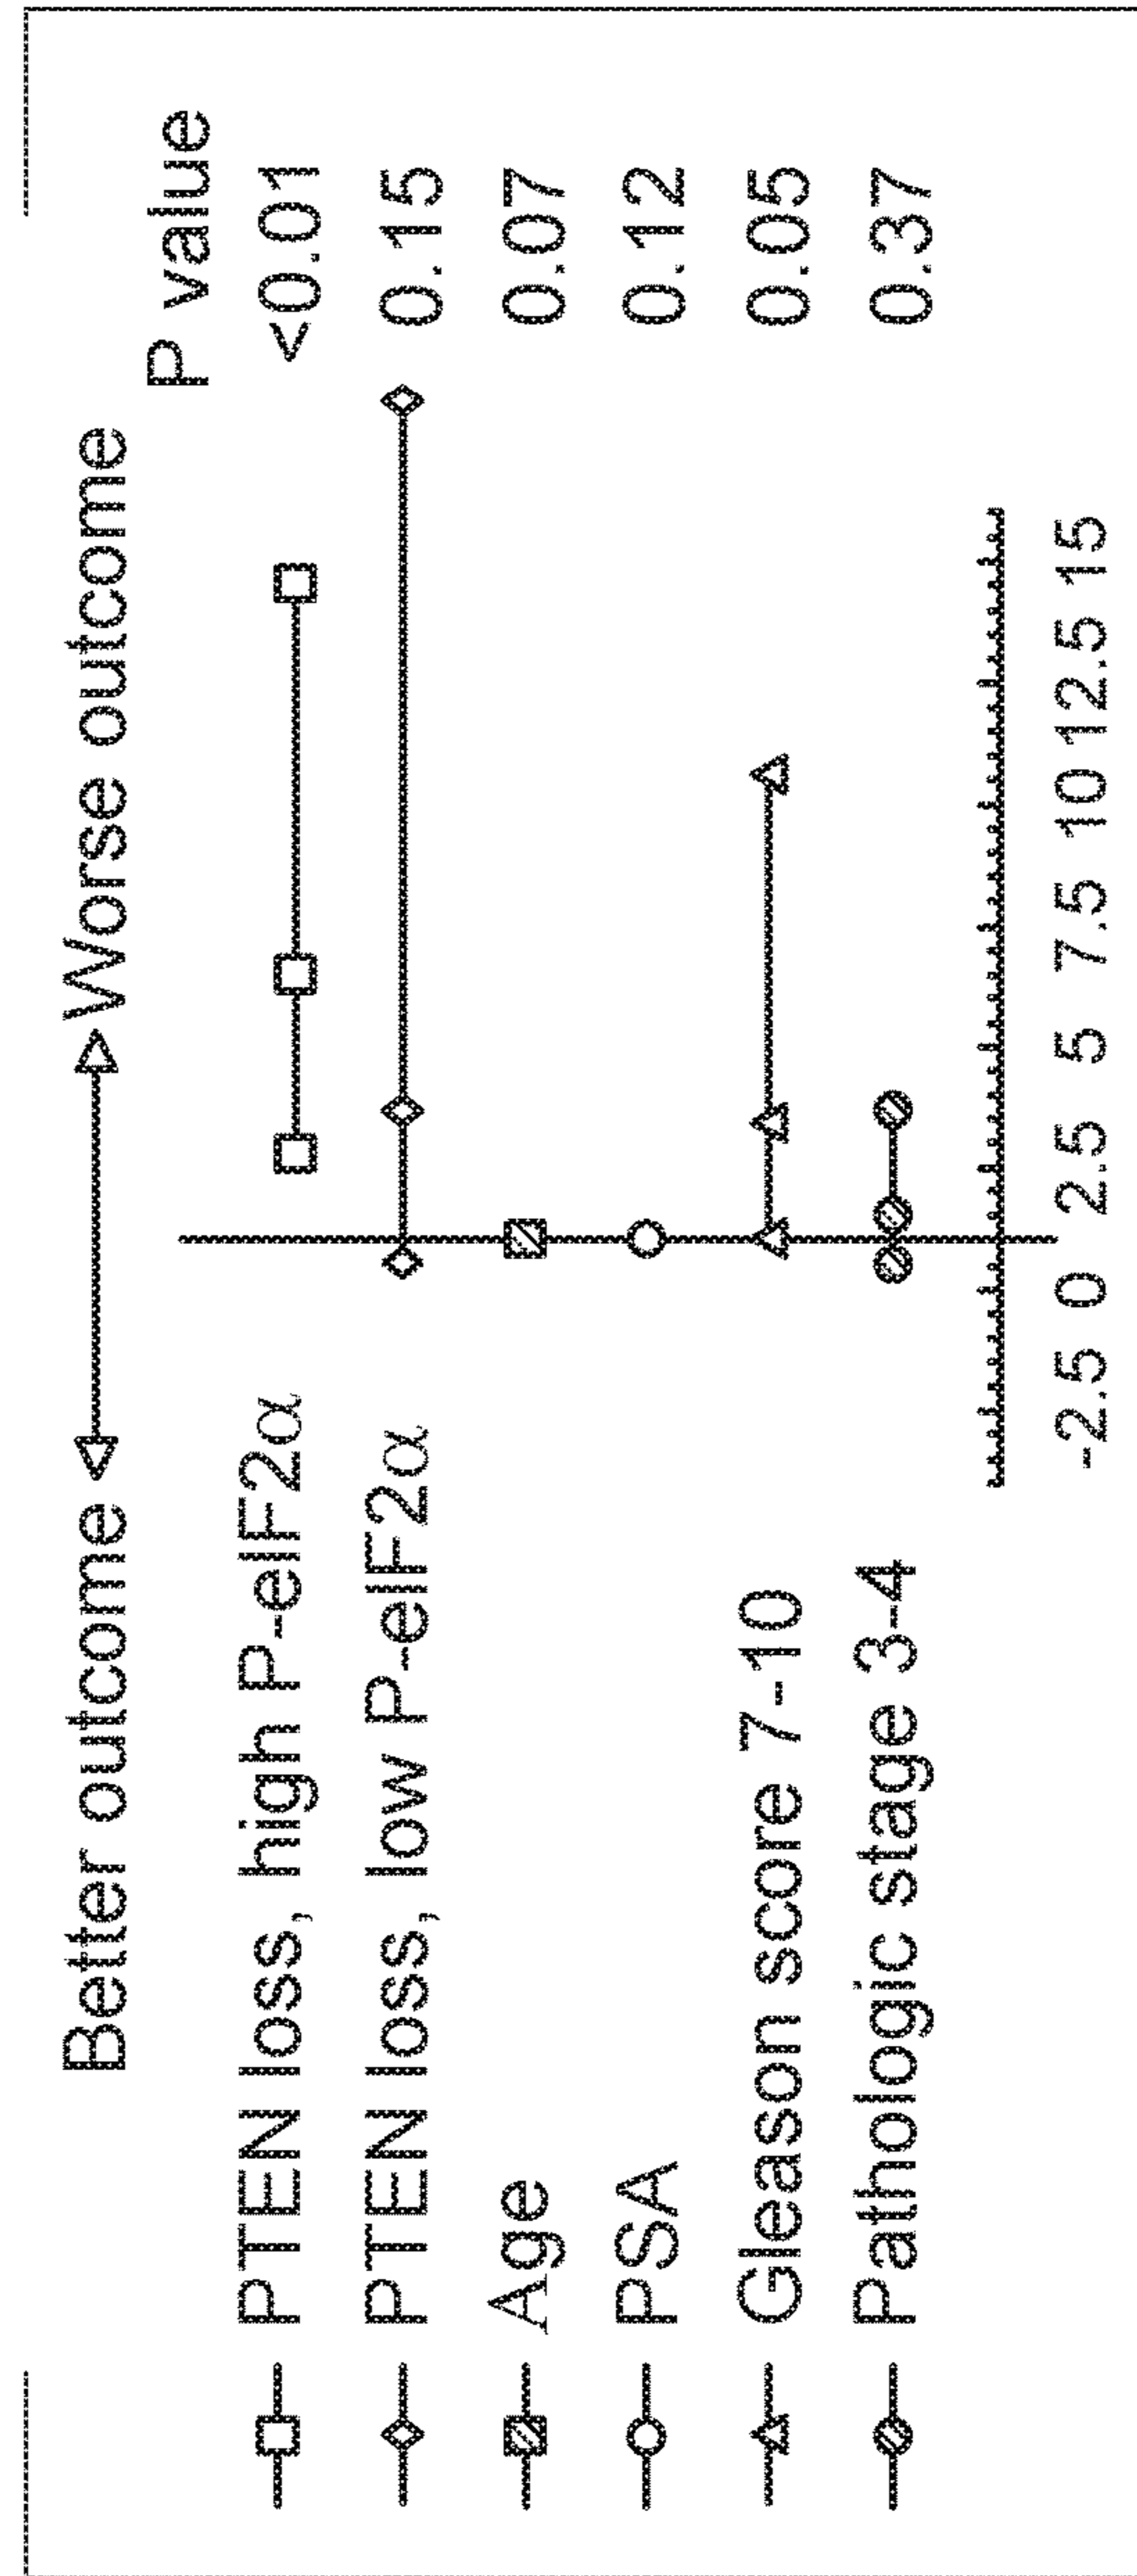 Better outcome Worse outcome
P value
PTEN loss, high P-eIF2α <0.01
PTEN loss, low P-eIF2α 0.15
Age 0.07
PSA 0.12
Gleason score 7-10 0.05
Pathologic stage 3-4 0.37
-2.5 0 2.5 5 7.5 10 12.5 15